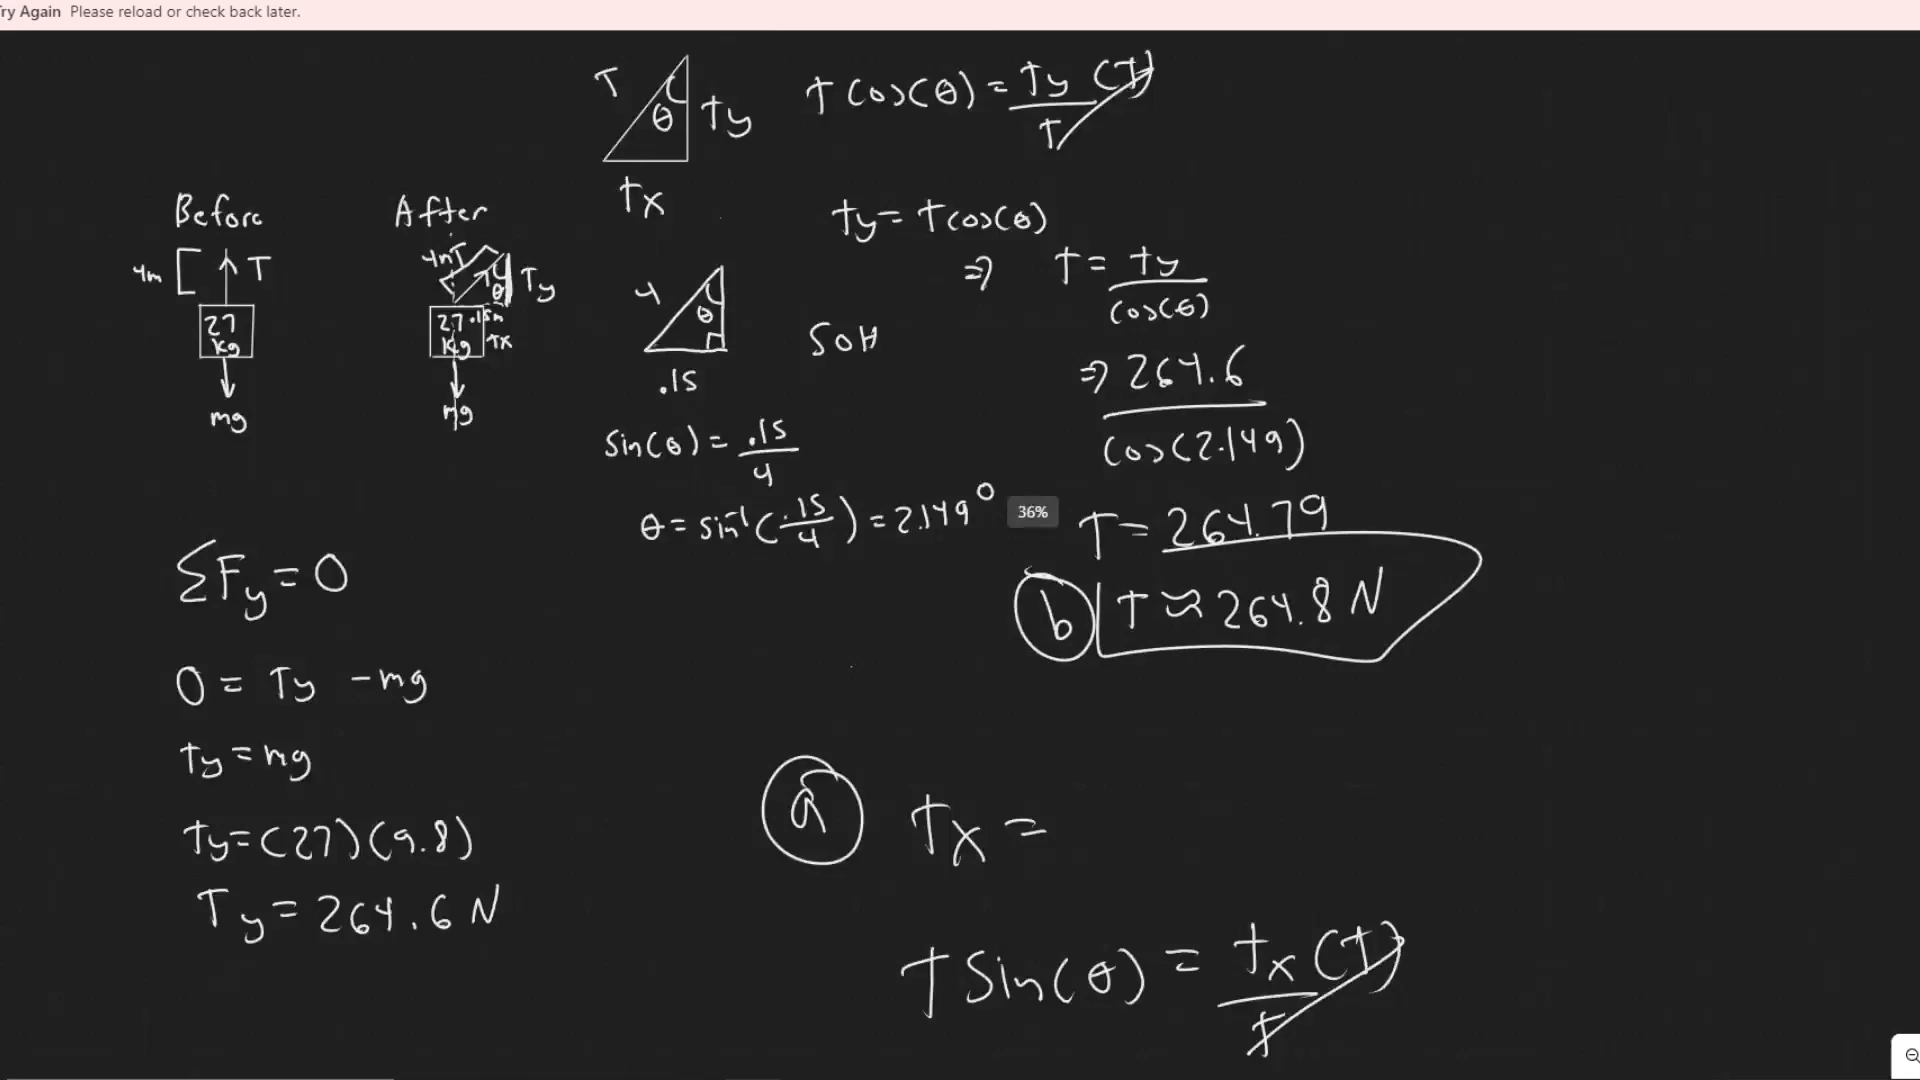 ry Again Please reload or check back later.
T θ Ty
Tx
T cos(θ) = Ty (T)
T
Before
4m T
27
kg
mg
After
4m T Ty
θ
27 .15m
kg Tx
mg
4 θ
.15
SOH
sin(θ) = .15
4
θ = sin⁻¹(.15/4) = 2.149°
Ty = T cos(θ)
⇒ T = Ty
cos(θ)
⇒ 264.6
cos(2.149)
36%
T = 264.79
b T ≈ 264.8 N
ΣFy = 0
0 = Ty - mg
Ty = mg
Ty = (27)(9.8)
Ty = 264.6 N
a Tx =
T Sin(θ) = Tx (T)
T